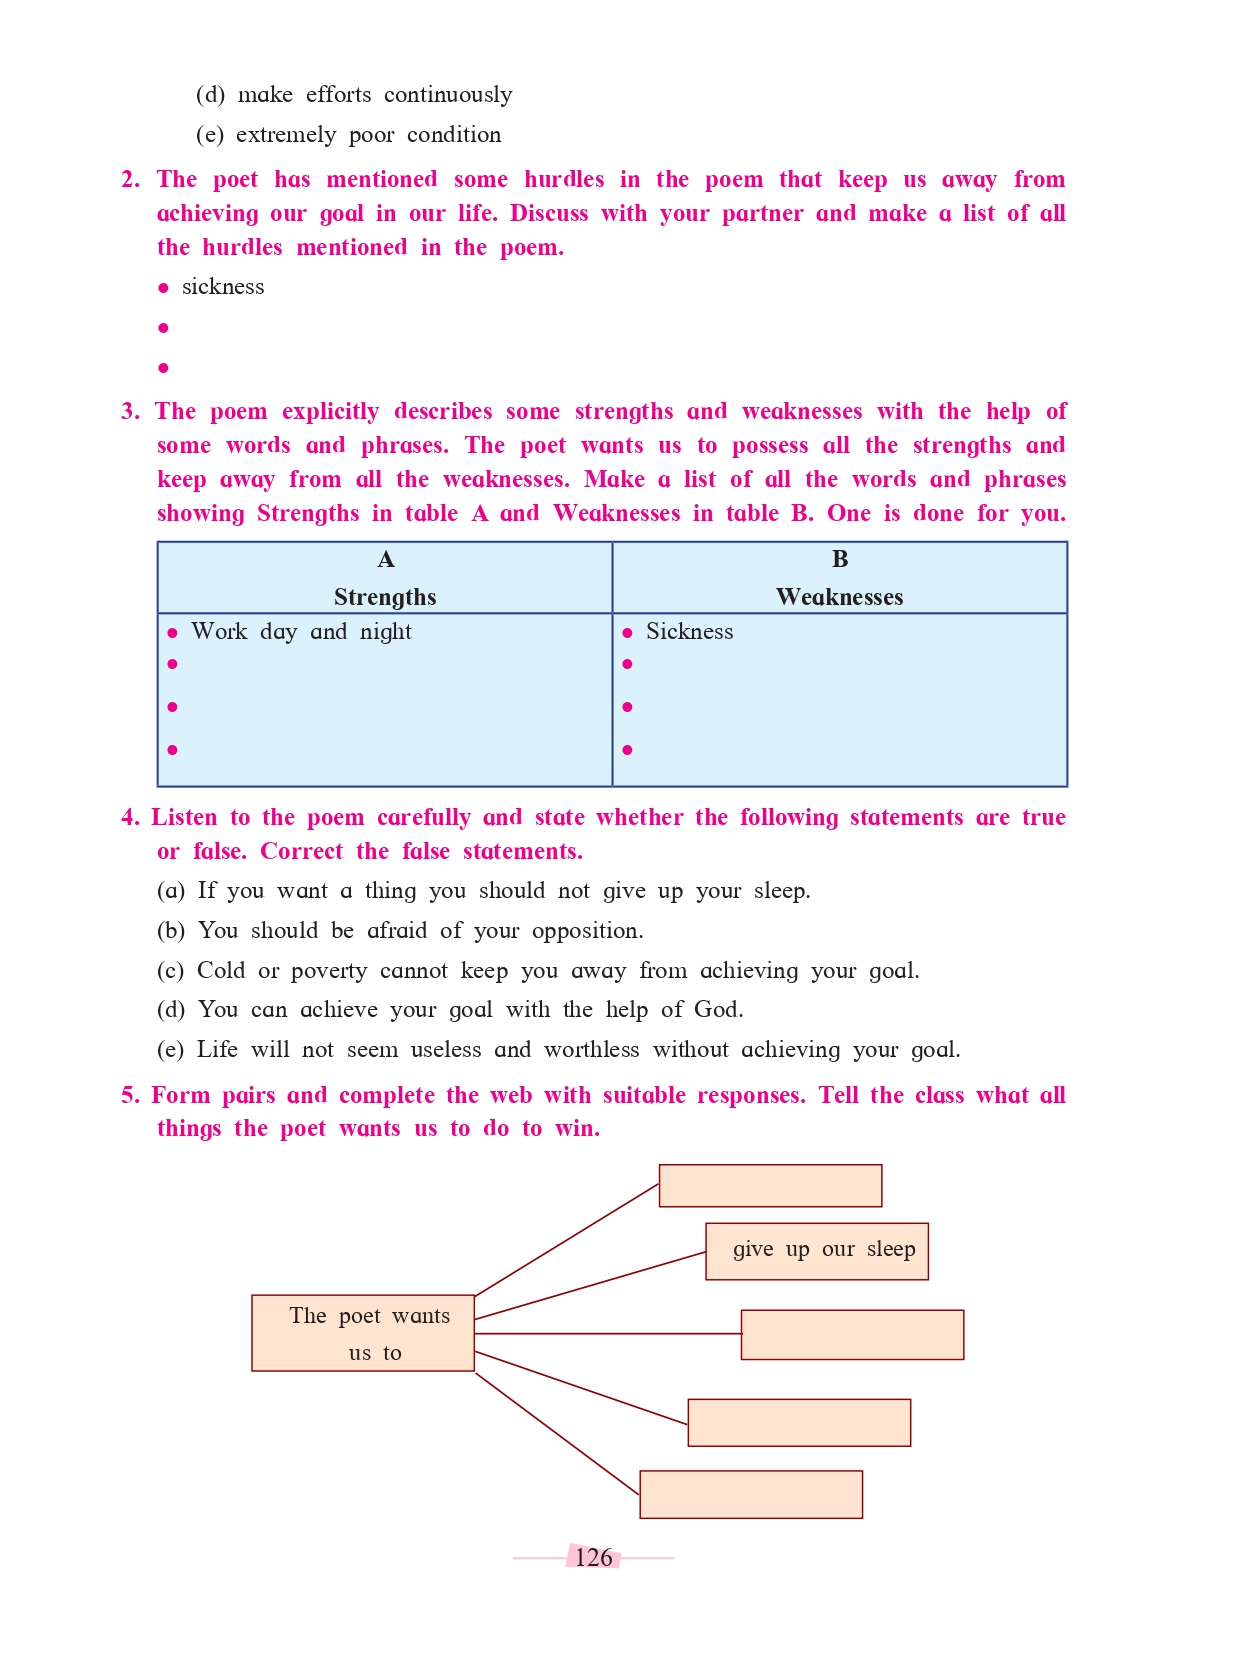 (d) make efforts continuously
(e) extremely poor condition
2. The poet has mentioned some hurdles in the poem that keep us away from
achieving our goal in our life. Discuss with your partner and make a list of all
the hurdles mentioned in the poem.
• sickness
•
•
3. The poem explicitly describes some strengths and weaknesses with the help of
some words and phrases. The poet wants us to possess all the strengths and
keep away from all the weaknesses. Make a list of all the words and phrases
showing Strengths in table A and Weaknesses in table B. One is done for you.
A
Strengths
B
Weaknesses
• Work day and night
•
•
•
• Sickness
•
•
•
4. Listen to the poem carefully and state whether the following statements are true
or false. Correct the false statements.
(a) If you want a thing you should not give up your sleep.
(b) You should be afraid of your opposition.
(c) Cold or poverty cannot keep you away from achieving your goal.
(d) You can achieve your goal with the help of God.
(e) Life will not seem useless and worthless without achieving your goal.
5. Form pairs and complete the web with suitable responses. Tell the class what all
things the poet wants us to do to win.
give up our sleep
The poet wants
us to
126